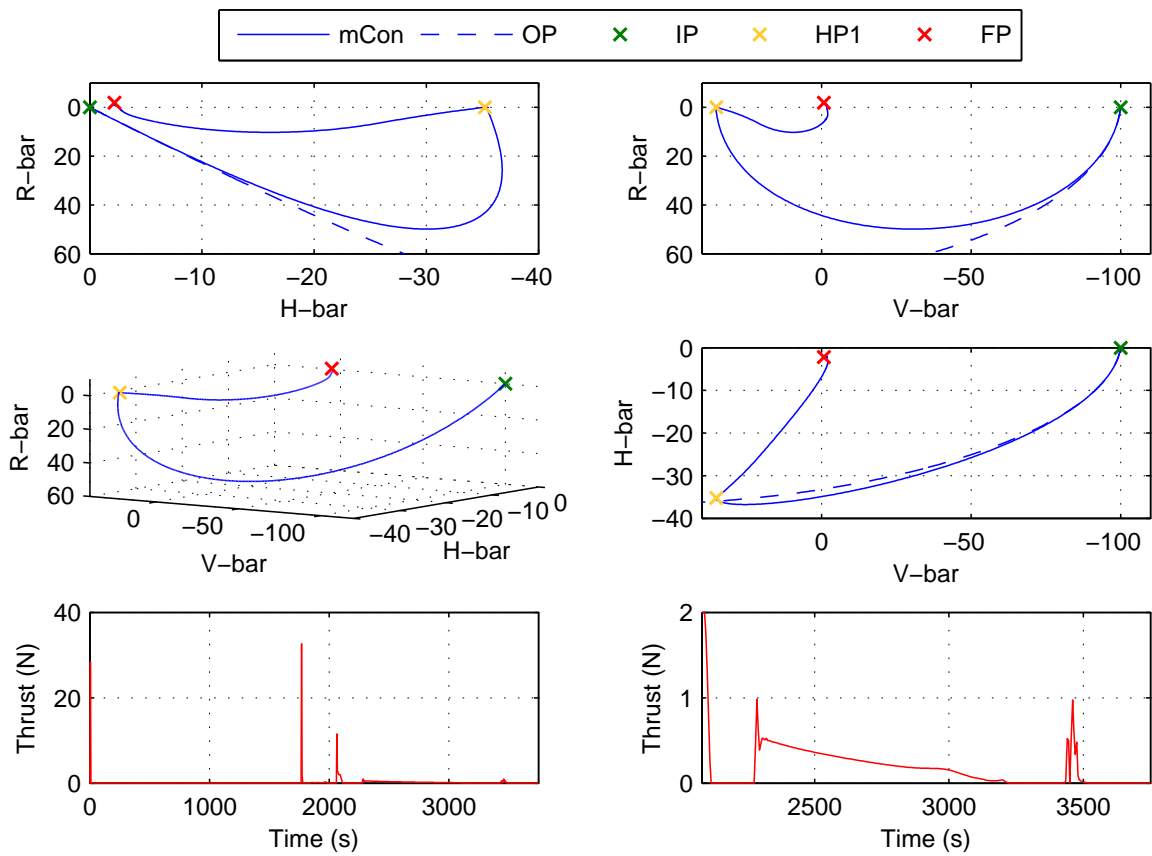 mCon OP IP HP1 FP
0
20
40
60
R−bar
0 −10 −20 −30 −40
H−bar
0
20
40
60
R−bar
0 −50 −100
V−bar
0
20
40
60
R−bar
0 −50 −100
V−bar
−40 −30 −20 −10 0
H−bar
0
−10
−20
−30
−40
H−bar
0 −50 −100
V−bar
40
20
0
Thrust (N)
0 1000 2000 3000
Time (s)
2
1
0
Thrust (N)
2500 3000 3500
Time (s)